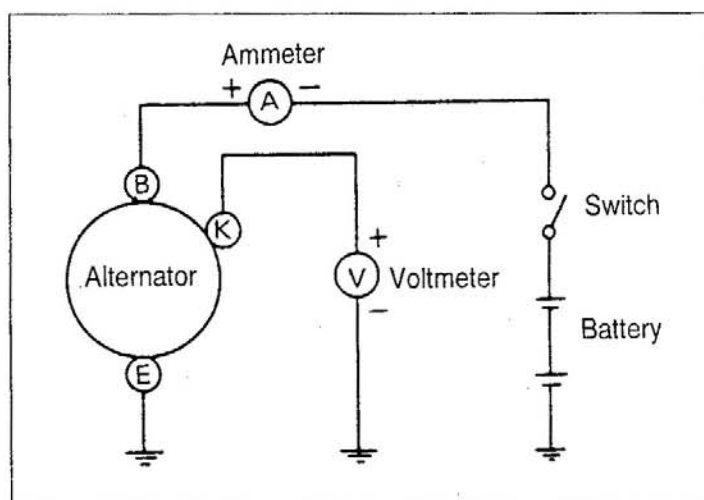 Ammeter
+ A −
B
K
Switch
+
Alternator
V Voltmeter
−
Battery
E